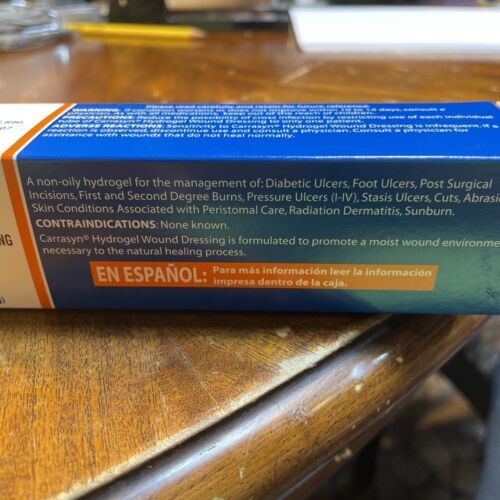 Please read carefully and retain for future reference.
WARNING: If condition worsens or does not improve within 10 to 14 days, consult a
physician. As with all medications, keep out of the reach of children.
PRECAUTIONS: Reduce the possibility of cross infection by restricting use of each individual
tube of Carrasyn® Hydrogel Wound Dressing to only one patient.
ADVERSE REACTIONS: Sensitivity to Carrasyn® Hydrogel Wound Dressing is infrequent. If a
reaction is observed, discontinue use and consult a physician. Consult a physician for
assistance with wounds that do not heal normally.
A non-oily hydrogel for the management of: Diabetic Ulcers, Foot Ulcers, Post Surgical
Incisions, First and Second Degree Burns, Pressure Ulcers (I-IV), Stasis Ulcers, Cuts, Abrasio
Skin Conditions Associated with Peristomal Care, Radiation Dermatitis, Sunburn.
CONTRAINDICATIONS: None known.
Carrasyn® Hydrogel Wound Dressing is formulated to promote a moist wound environme
necessary to the natural healing process.
EN ESPAÑOL: Para más información leer la información
impresa dentro de la caja.
NG